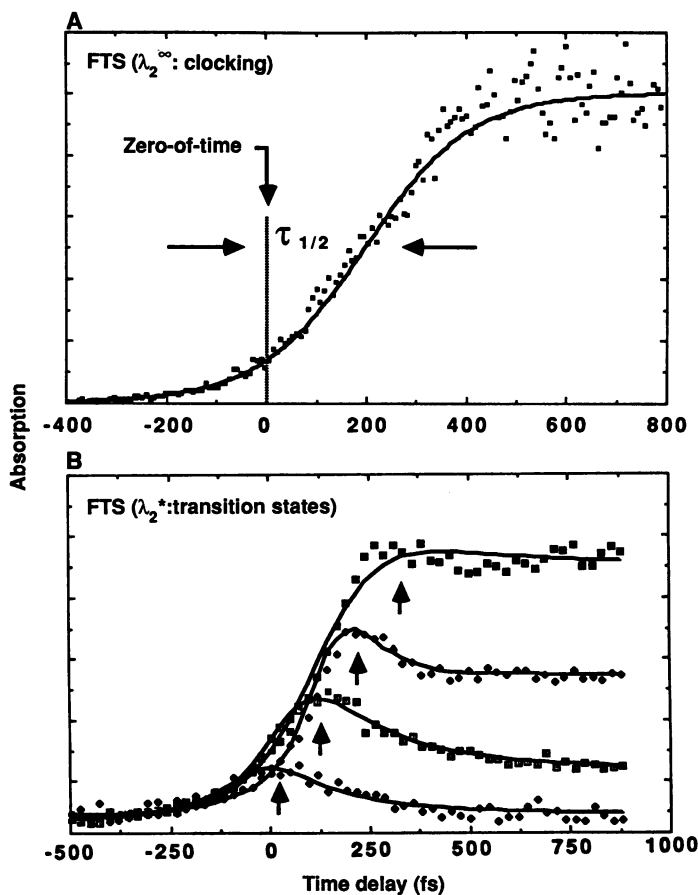 A
FTS (λ₂∞: clocking)
Zero-of-time
τ 1/2
-400 -200 0 200 400 600 800
Absorption
B
FTS (λ₂*:transition states)
-500 -250 0 250 500 750 1000
Time delay (fs)